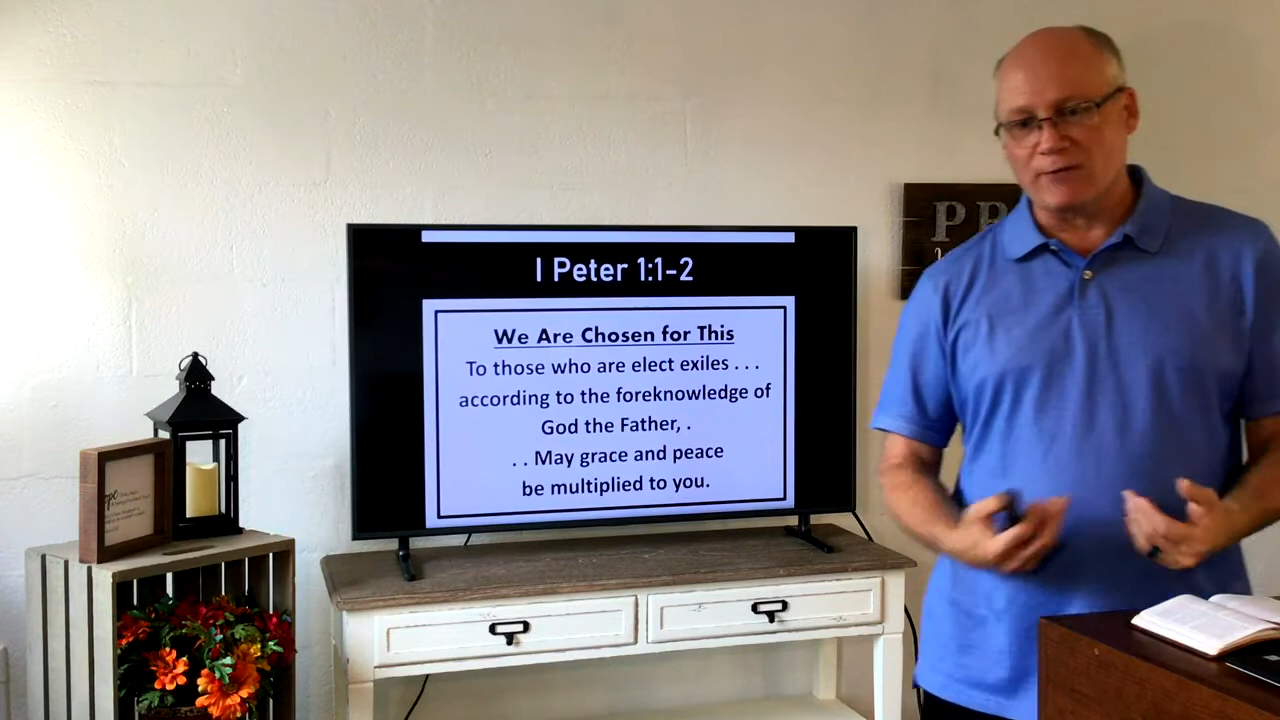 I Peter 1:1-2
We Are Chosen for This
To those who are elect exiles . . .
according to the foreknowledge of
God the Father, .
. . May grace and peace
be multiplied to you.